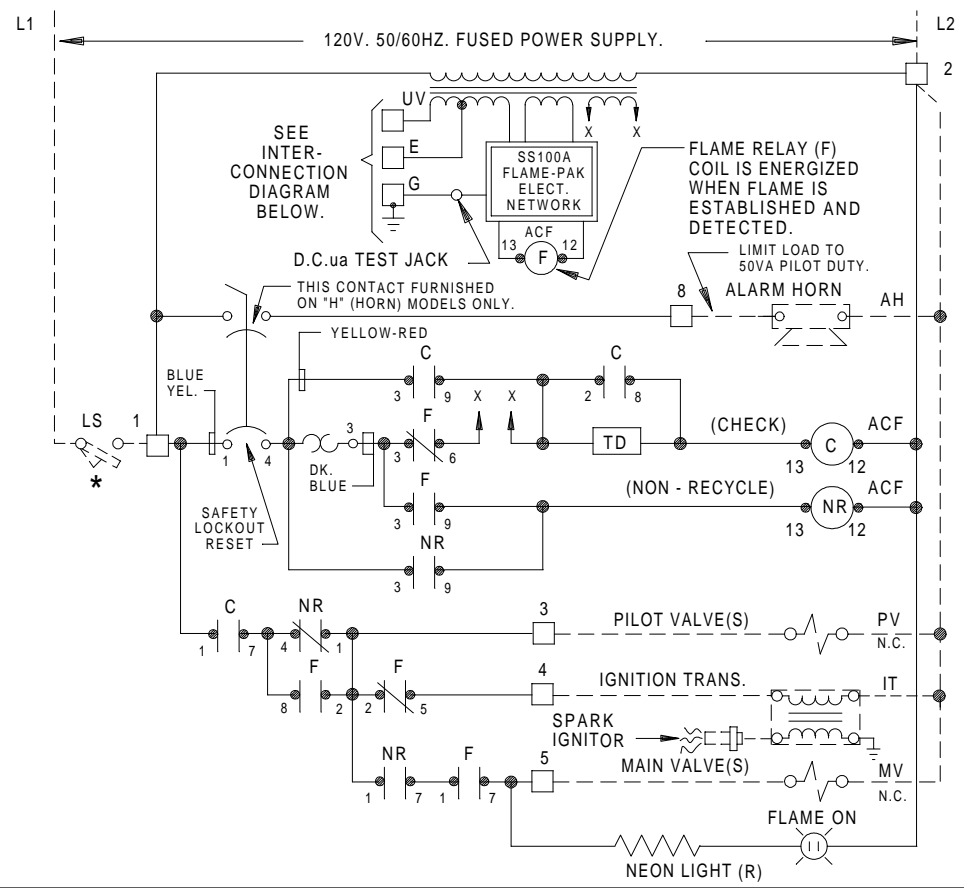 L1
L2
120V. 50/60HZ. FUSED POWER SUPPLY.
2
UV
X X
SEE
INTER-
CONNECTION
DIAGRAM
BELOW.
E
G
SS100A
FLAME-PAK
ELECT.
NETWORK
FLAME RELAY (F)
COIL IS ENERGIZED
WHEN FLAME IS
ESTABLISHED AND
DETECTED.
ACF
13 12
F
D.C.ua TEST JACK
LIMIT LOAD TO
50VA PILOT DUTY.
THIS CONTACT FURNISHED
ON "H" (HORN) MODELS ONLY.
8
ALARM HORN
AH
YELLOW-RED
BLUE
YEL.
C
3 9
C
2 8
X X
LS
1
1 4
3
F
3 6
TD
(CHECK)
C
ACF
13 12
*
DK.
BLUE
SAFETY
LOCKOUT
RESET
F
3 9
(NON - RECYCLE)
NR
ACF
13 12
NR
3 9
C
1 7
NR
4 1
3
PILOT VALVE(S)
PV
N.C.
F
8 2
F
2 5
4
IGNITION TRANS.
IT
SPARK
IGNITOR
NR
1 7
F
1 7
5
MAIN VALVE(S)
MV
N.C.
FLAME ON
NEON LIGHT (R)